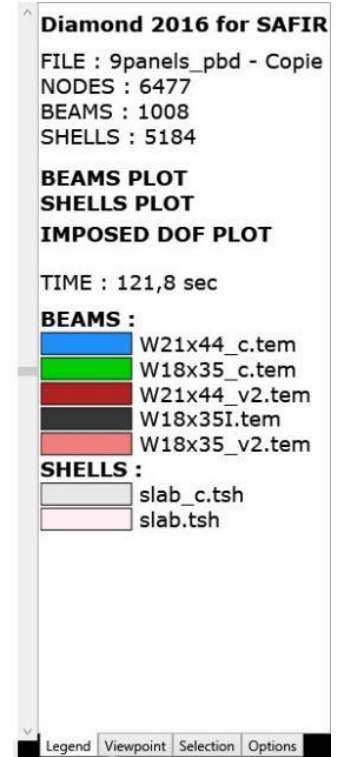 Diamond 2016 for SAFIR
FILE : 9panels_pbd - Copie
NODES : 6477
BEAMS : 1008
SHELLS : 5184
BEAMS PLOT
SHELLS PLOT
IMPOSED DOF PLOT
TIME : 121,8 sec
BEAMS :
W21x44_c.tem
W18x35_c.tem
W21x44_v2.tem
W18x35I.tem
W18x35_v2.tem
SHELLS :
slab_c.tsh
slab.tsh
Legend Viewpoint Selection Options